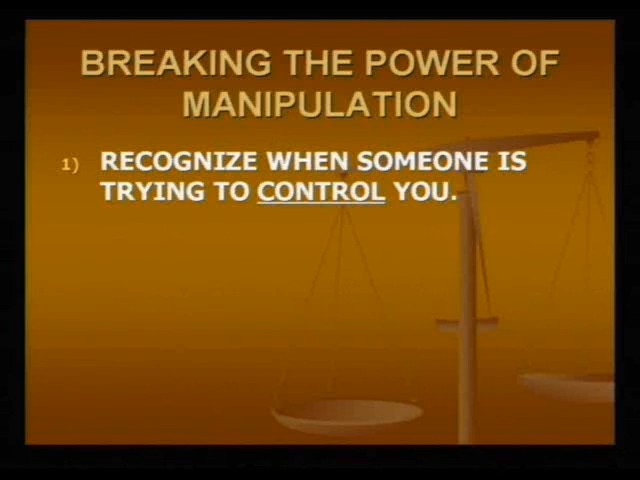 BREAKING THE POWER OF
MANIPULATION
1) RECOGNIZE WHEN SOMEONE IS
TRYING TO CONTROL YOU.